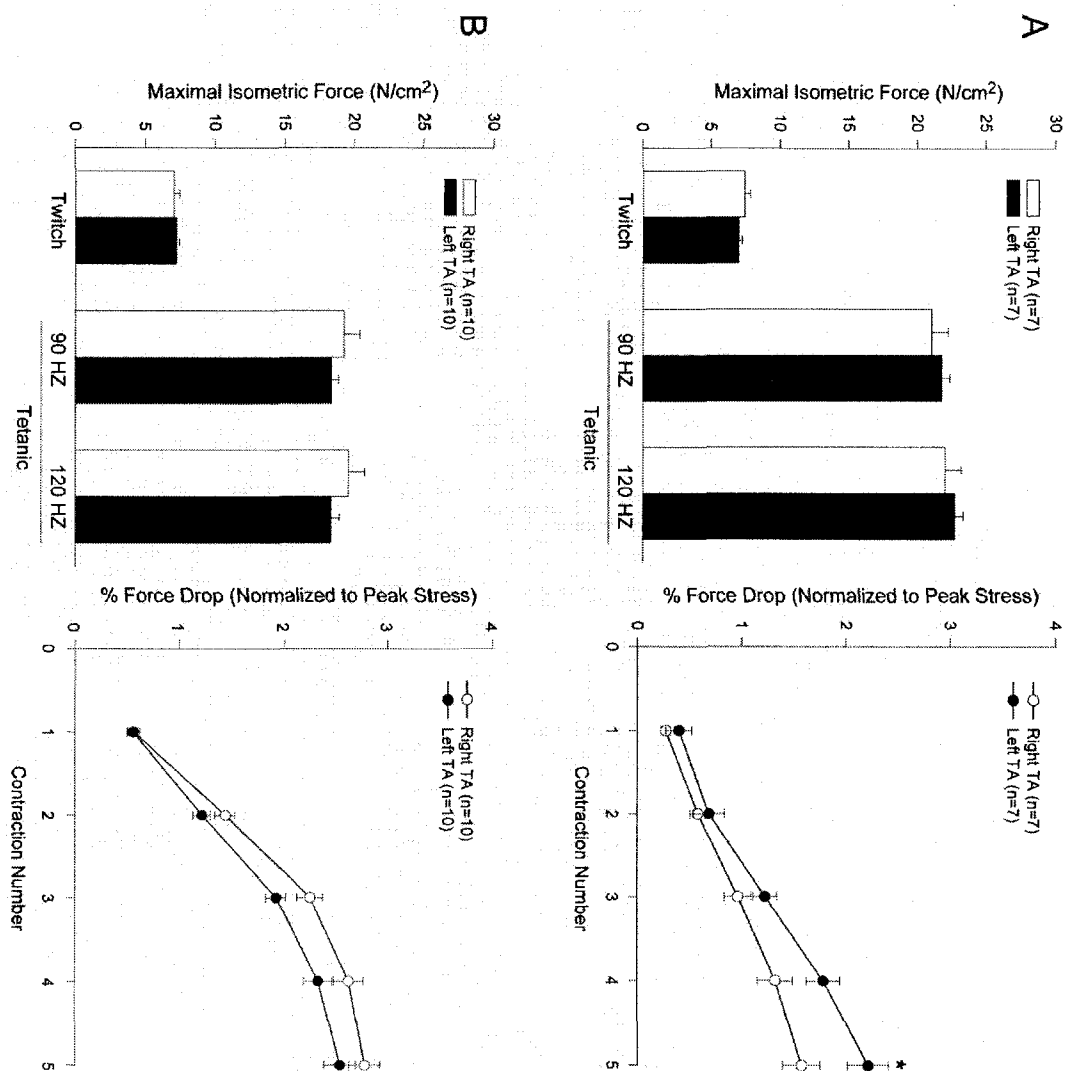 A
Maximal Isometric Force (N/cm²)
0 5 10 15 20 25 30
Right TA (n=7)
Left TA (n=7)
Twitch
90 HZ
120 HZ
Tetanic
% Force Drop (Normalized to Peak Stress)
0 1 2 3 4
Right TA (n=7)
Left TA (n=7)
*
0 1 2 3 4 5
Contraction Number
B
Maximal Isometric Force (N/cm²)
0 5 10 15 20 25 30
Right TA (n=10)
Left TA (n=10)
Twitch
90 HZ
120 HZ
Tetanic
% Force Drop (Normalized to Peak Stress)
0 1 2 3 4
Right TA (n=10)
Left TA (n=10)
0 1 2 3 4 5
Contraction Number